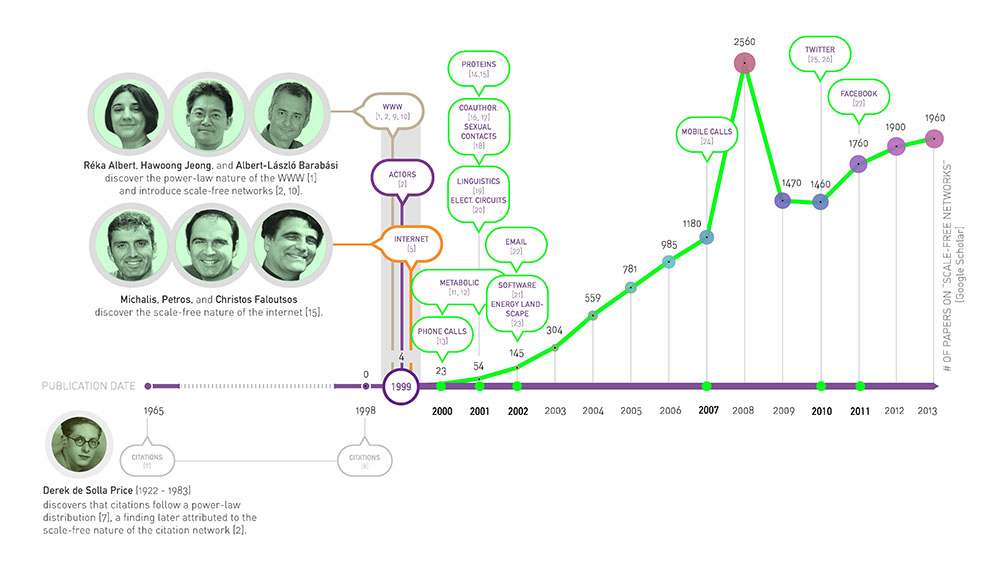 Réka Albert, Hawoong Jeong, and Albert-László Barabási
discover the power-law nature of the WWW [1]
and introduce scale-free networks [2, 10].
Michalis, Petros, and Christos Faloutsos
discover the scale-free nature of the internet [15].
WWW
[1, 2, 9, 10]
ACTORS
[2]
INTERNET
[5]
PROTEINS
[14,15]
COAUTHOR.
[16, 17]
SEXUAL
CONTACTS
[18]
LINGUISTICS
[19]
ELECT. CIRCUITS
[20]
EMAIL
[22]
METABOLIC
[11, 12]
SOFTWARE
[21]
ENERGY LAND-
SCAPE
[23]
PHONE CALLS
[13]
MOBILE CALLS
[24]
TWITTER
[25, 26]
FACEBOOK
[27]
0
4
23
54
145
304
559
781
985
1180
2560
1470
1460
1760
1900
1960
# OF PAPERS ON "SCALE-FREE NETWORKS"
[Google Scholar]
PUBLICATION DATE
1965
1998
1999
2000
2001
2002
2003
2004
2005
2006
2007
2008
2009
2010
2011
2012
2013
CITATIONS
[7]
CITATIONS
[8]
Derek de Solla Price (1922 - 1983)
discovers that citations follow a power-law
distribution [7], a finding later attributed to the
scale-free nature of the citation network [2].